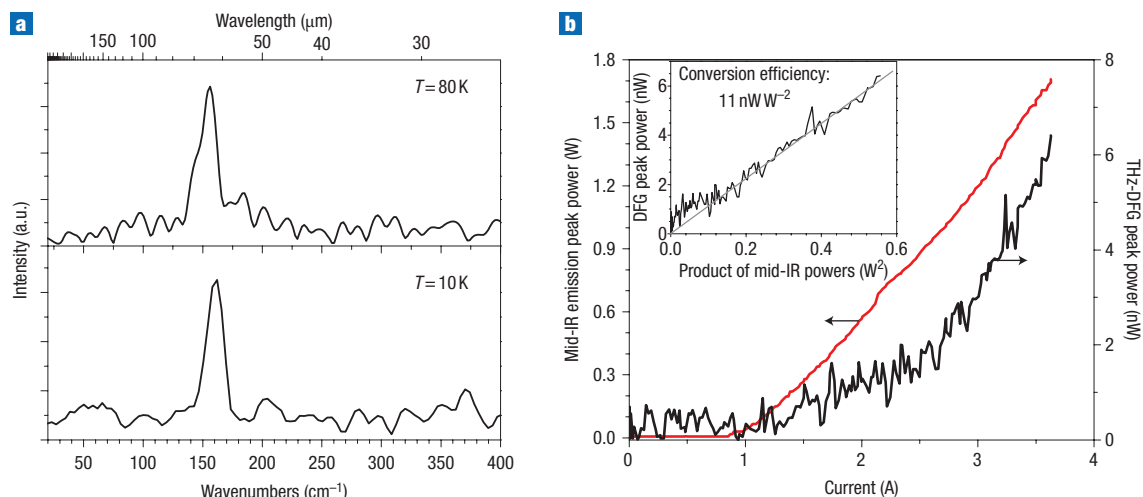 a
Wavelength (μm)
150 100 50 40 30
T = 80 K
T = 10 K
Intensity (a.u.)
50 100 150 200 250 300 350 400
Wavenumbers (cm⁻¹)
b
1.8
1.5
1.2
0.9
0.6
0.3
0.0
Mid-IR emission peak power (W)
8
6
4
2
0
THz-DFG peak power (nW)
0 1 2 3 4
Current (A)
Conversion efficiency:
11 nW W⁻²
6
4
2
0
DFG peak power (nW)
0.0 0.2 0.4 0.6
Product of mid-IR powers (W²)